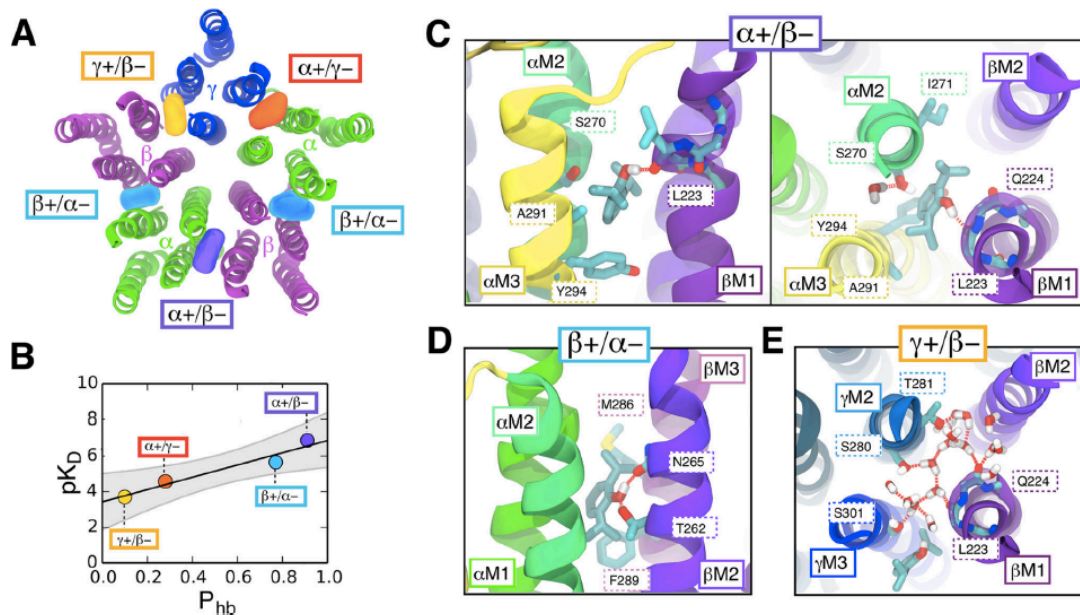 A
γ+/β−
α+/γ−
γ
β
α
β+/α−
β+/α−
α
β
α+/β−
B
pK_D
10
8
6
4
2
0
α+/β−
α+/γ−
β+/α−
γ+/β−
0.0 0.2 0.4 0.6 0.8 1.0
P_hb
C
α+/β−
αM2
S270
A291
L223
αM3
Y294
βM1
βM2
αM2
I271
S270
Q224
Y294
αM3
A291
L223
βM1
D
β+/α−
βM3
αM2
M286
N265
T262
αM1
F289
βM2
E
γ+/β−
βM2
T281
γM2
S280
Q224
S301
L223
γM3
βM1